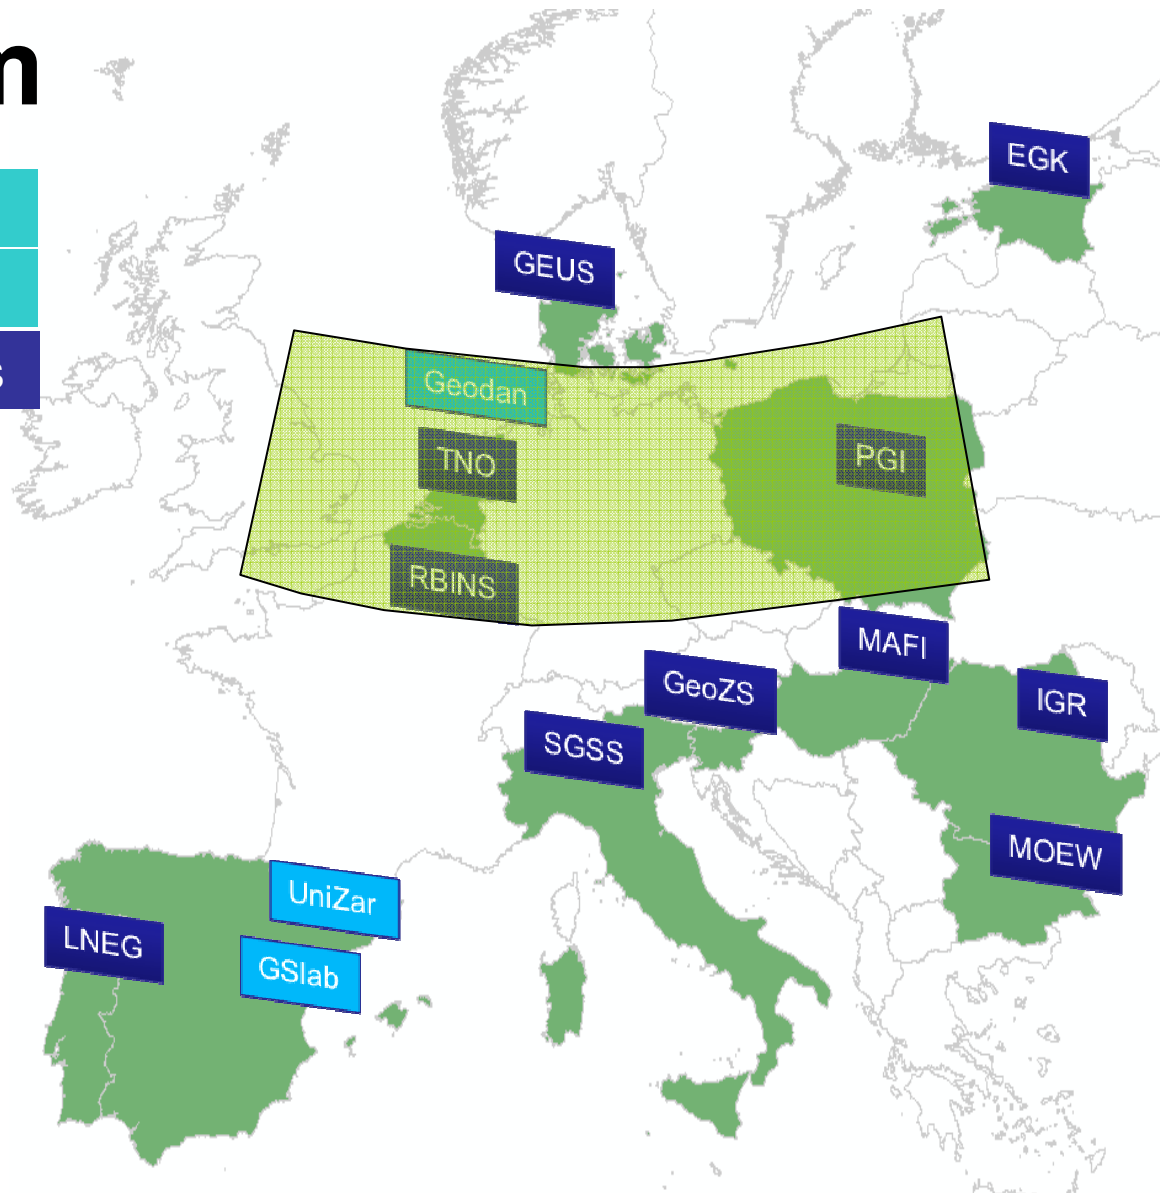 m
s
EGK
GEUS
Geodan
TNO
PGI
RBINS
MAFI
GeoZS
IGR
SGSS
MOEW
UniZar
LNEG
GSlab